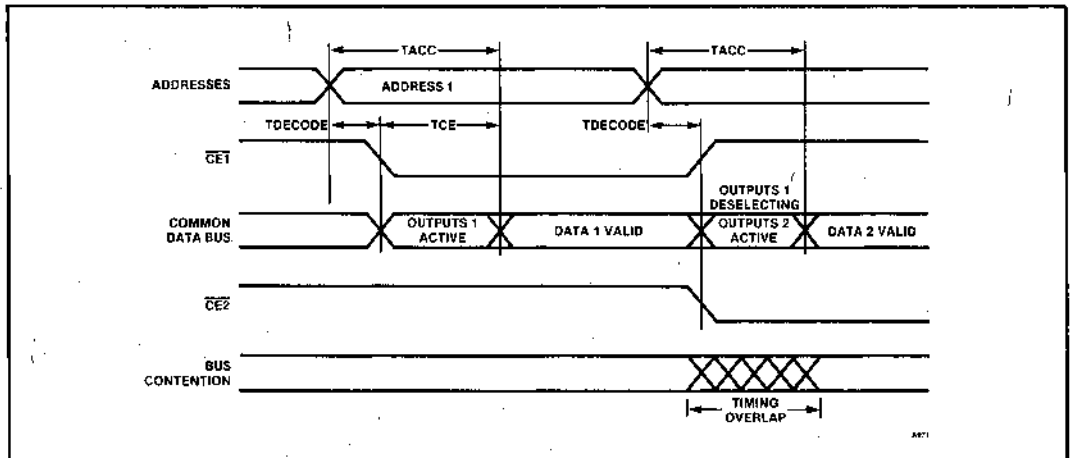 TACC TACC
ADDRESSES ADDRESS 1
TDECODE TCE TDECODE
CE1
OUTPUTS 1
DESELECTING
COMMON
DATA BUS
OUTPUTS 1
ACTIVE
DATA 1 VALID
OUTPUTS 2
ACTIVE
DATA 2 VALID
CE2
BUS
CONTENTION
TIMING
OVERLAP